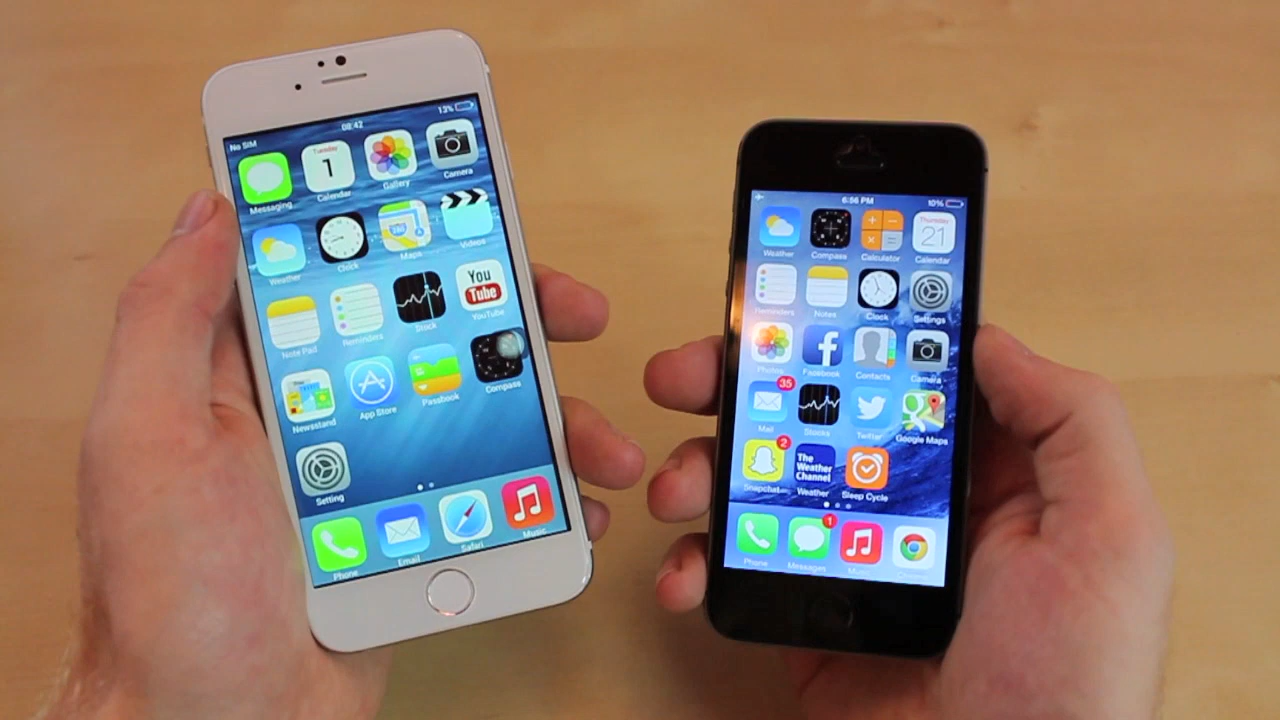 No SIM
08:42
13%
Tuesday
1
Messaging
Calendar
Gallery
Camera
280
Weather
Clock
Maps
Videos
You
Tube
Note Pad
Reminders
Stock
YouTube
Newsstand
App Store
Passbook
Compass
Setting
Phone
Email
Safari
Music
6:56 PM
10%
Thursday
21
Weather
Compass
Calculator
Calendar
Reminders
Notes
Clock
Settings
Photos
Facebook
Contacts
Camera
35
Mail
Stocks
Twitter
Google Maps
2
The
Weather
Channel
Snapchat
Weather
Sleep Cycle
1
Phone
Messages
Music